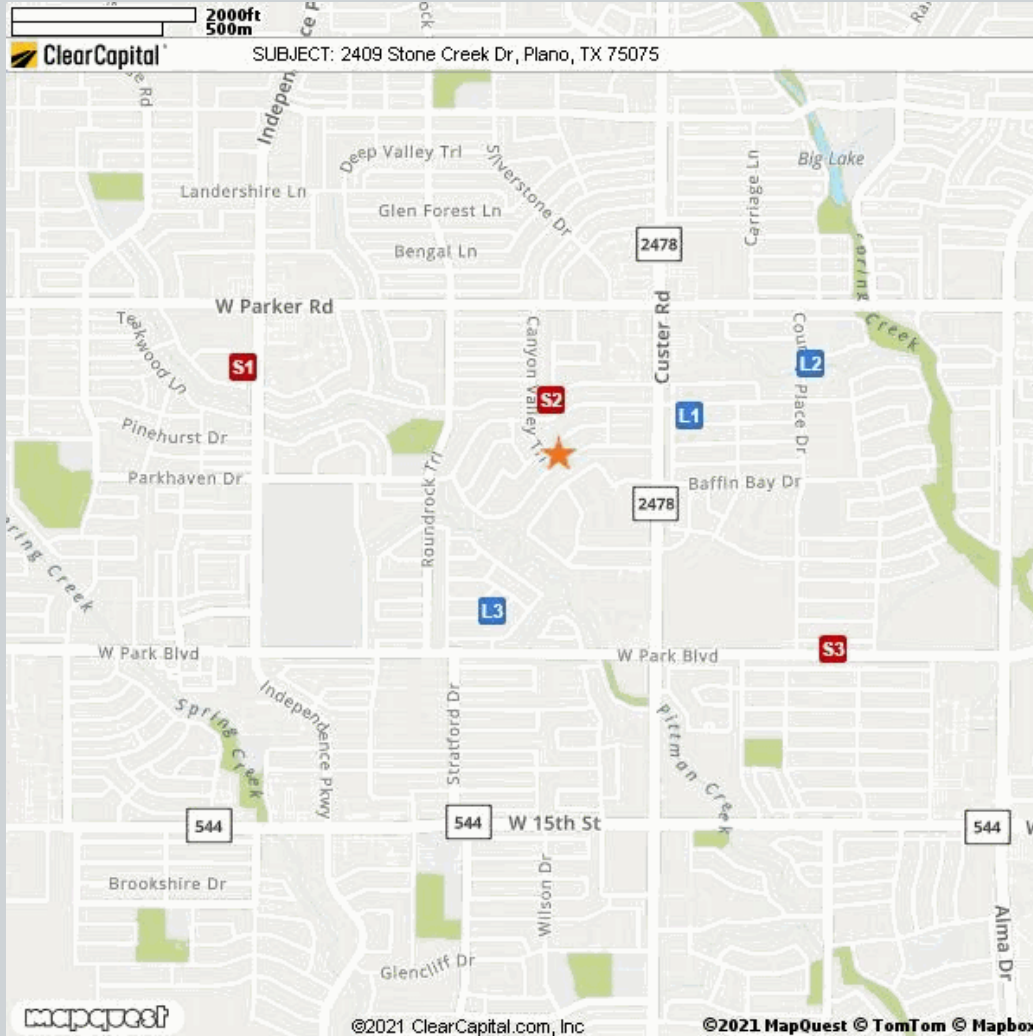 2000ft
500m
ClearCapital
SUBJECT: 2409 Stone Creek Dr, Plano, TX 75075
Deep Valley Trl
Silverstone Dr
Landershire Ln
Glen Forest Ln
Bengal Ln
Carriage Ln
Big Lake
2478
W Parker Rd
Custer Rd
Creek
Teakwood Ln
Canyon Valley Trl
S1
S2
L1
L2
Place Dr
Pinehurst Dr
Parkhaven Dr
Roundrock Trl
Baffin Bay Dr
2478
Creek
L3
S3
W Park Blvd
W Park Blvd
Spring Creek
Independence Pkwy
Stratford Dr
Pittman Creek
544
544
W 15th St
544
Brookshire Dr
Wilson Dr
Alma Dr
Glencliff Dr
mapquest
©2021 ClearCapital.com, Inc
©2021 MapQuest © TomTom ©